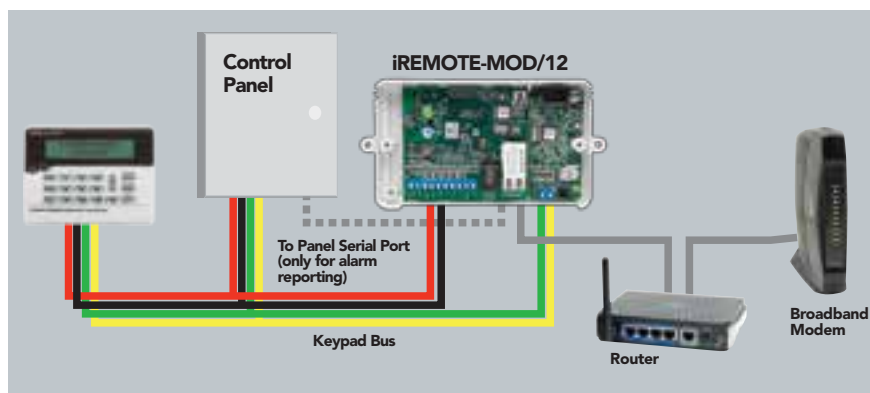 Control
Panel
iREMOTE-MOD/12
To Panel Serial Port
(only for alarm
reporting)
Keypad Bus
Router
Broadband
Modem